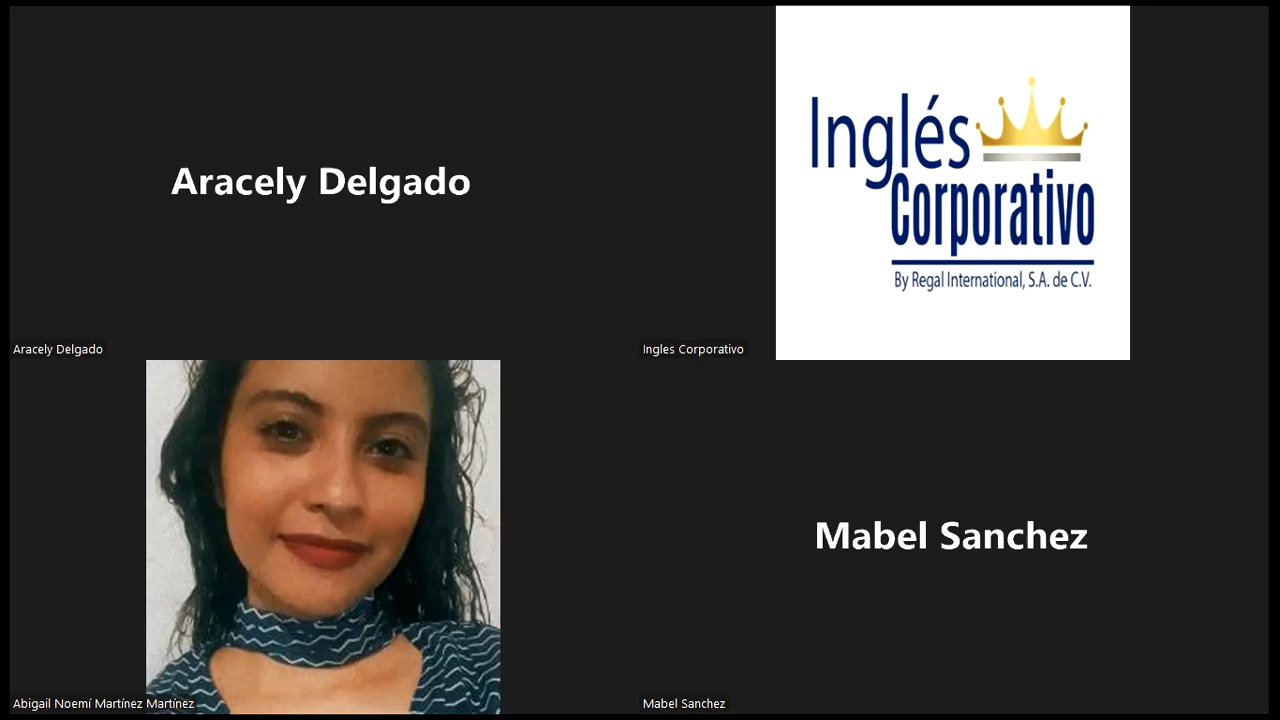 Aracely Delgado
Aracely Delgado
Inglés
Corporativo
By Regal International, S.A. de C.V.
Ingles Corporativo
Abigail Noemí Martínez Martínez
Mabel Sanchez
Mabel Sanchez